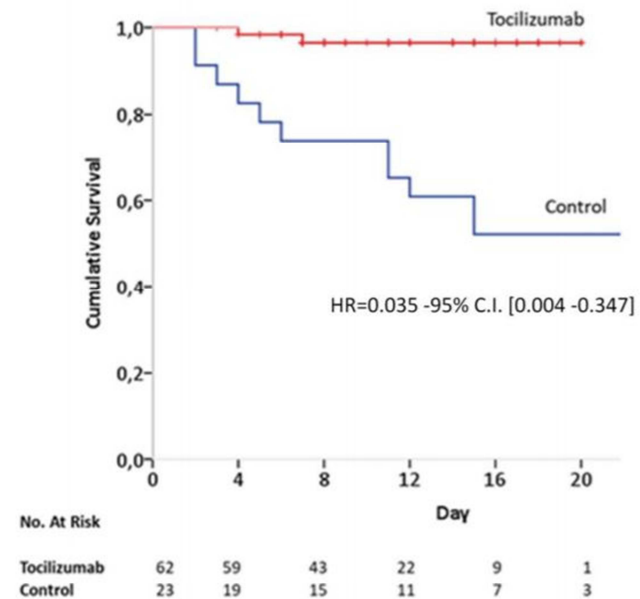 Tocilizumab
1,0
0,8
0,6
0,4
0,2
0,0
Cumulative Survival
Control
HR=0.035 -95% C.I. [0.004 -0.347]
0 4 8 12 16 20
Day
No. At Risk
Tocilizumab 62 59 43 22 9 1
Control 23 19 15 11 7 3